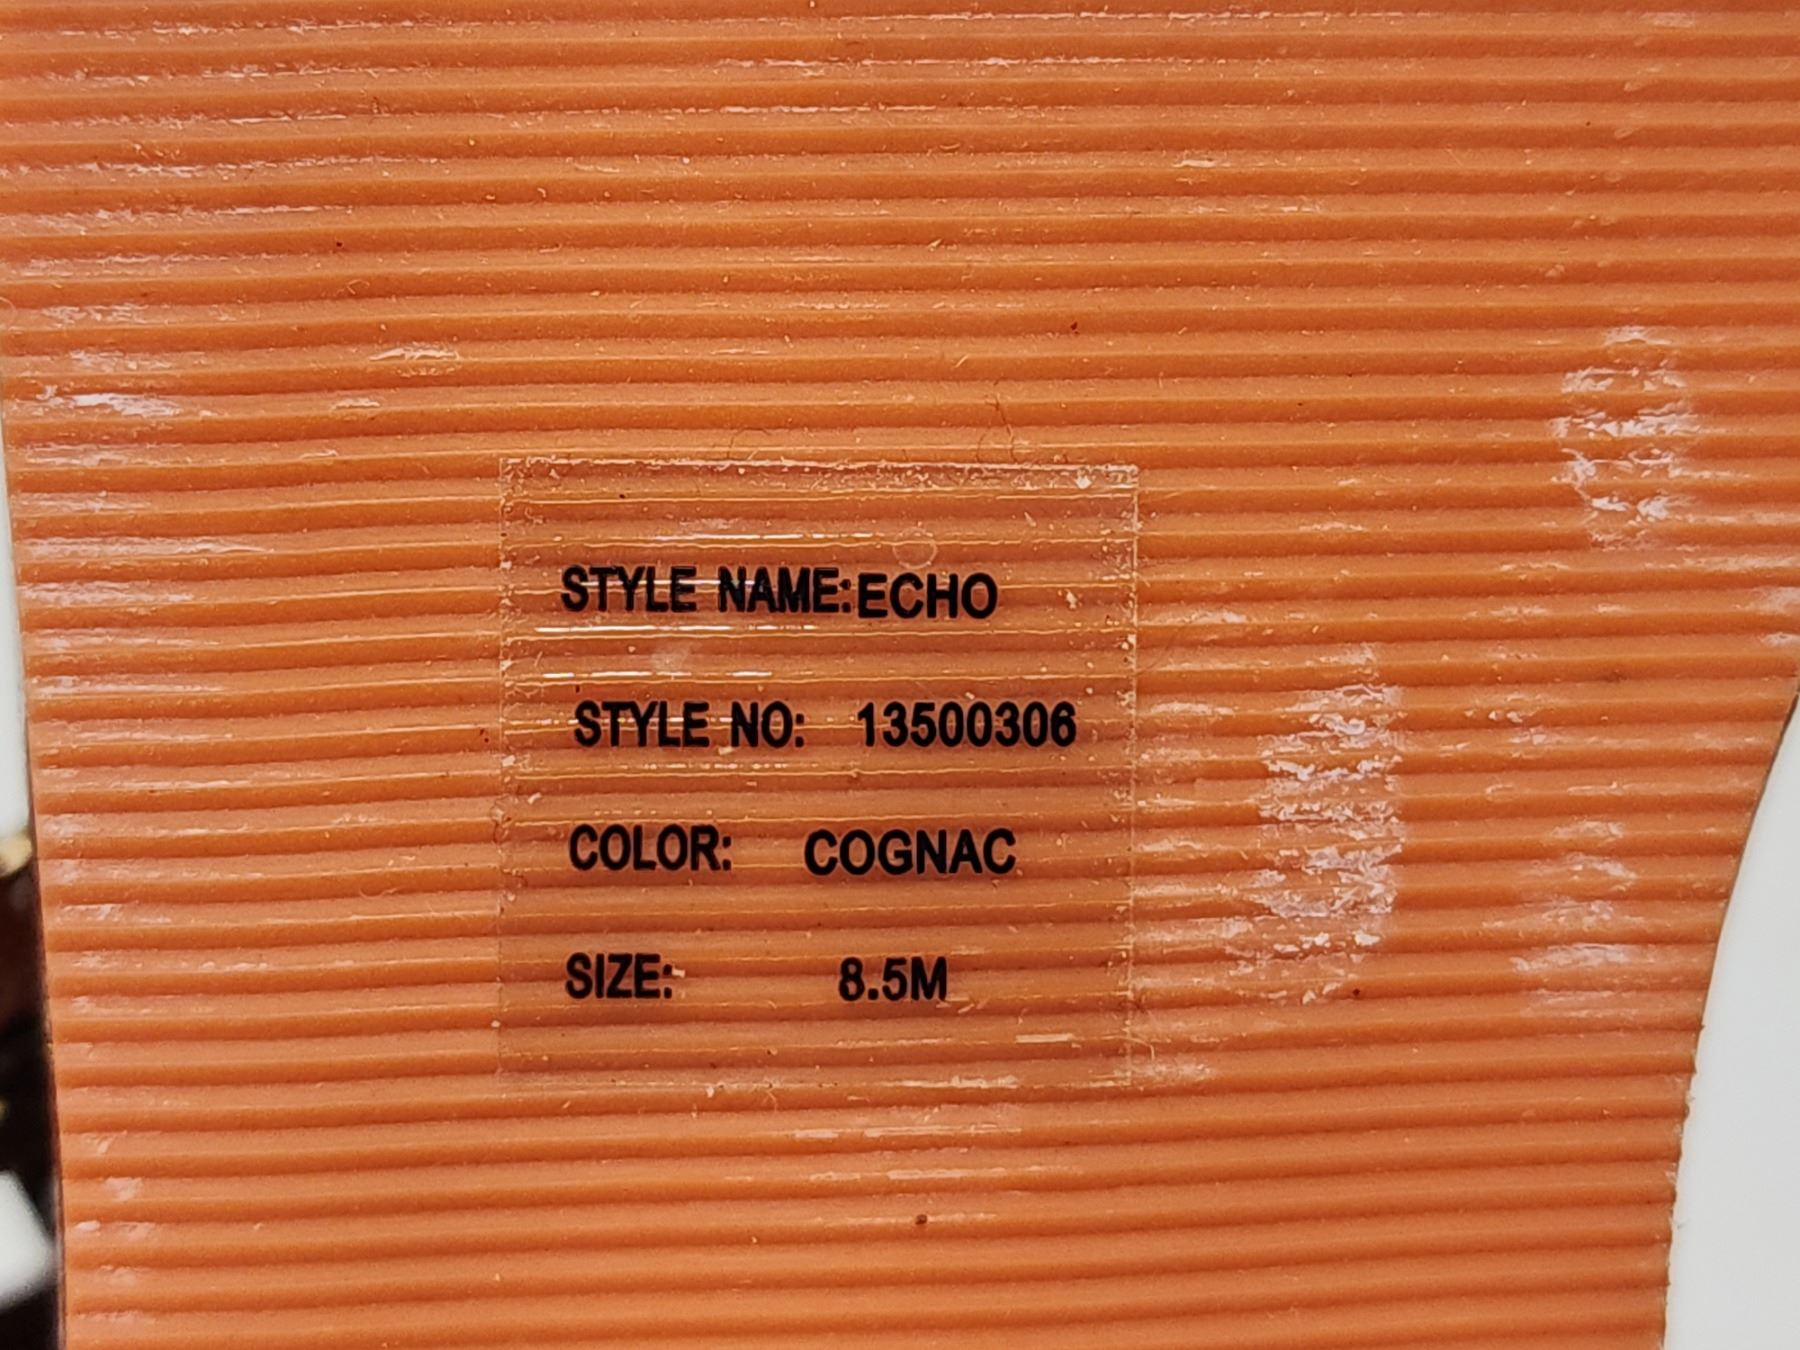 STYLE NAME:ECHO
STYLE NO: 13500306
COLOR: COGNAC
SIZE: 8.5M